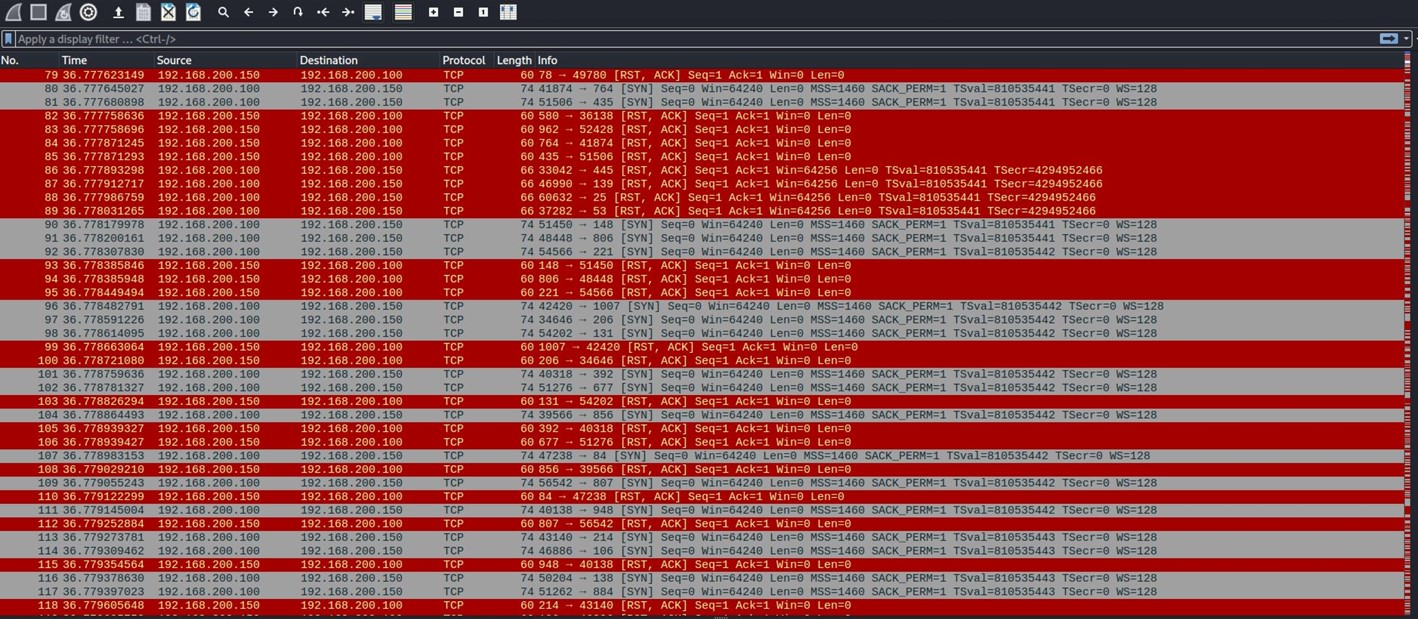 Apply a display filter ... <Ctrl-/>
No. Time Source Destination Protocol Length Info
79 36.777623149 192.168.200.150 192.168.200.100 TCP 60 78 → 49780 [RST, ACK] Seq=1 Ack=1 Win=0 Len=0
80 36.777645027 192.168.200.100 192.168.200.150 TCP 74 41874 → 764 [SYN] Seq=0 Win=64240 Len=0 MSS=1460 SACK_PERM=1 TSval=810535441 TSecr=0 WS=128
81 36.777680898 192.168.200.100 192.168.200.150 TCP 74 51506 → 435 [SYN] Seq=0 Win=64240 Len=0 MSS=1460 SACK_PERM=1 TSval=810535441 TSecr=0 WS=128
82 36.777758636 192.168.200.150 192.168.200.100 TCP 60 580 → 36138 [RST, ACK] Seq=1 Ack=1 Win=0 Len=0
83 36.777758696 192.168.200.150 192.168.200.100 TCP 60 962 → 52428 [RST, ACK] Seq=1 Ack=1 Win=0 Len=0
84 36.777871245 192.168.200.150 192.168.200.100 TCP 60 764 → 41874 [RST, ACK] Seq=1 Ack=1 Win=0 Len=0
85 36.777871293 192.168.200.150 192.168.200.100 TCP 60 435 → 51506 [RST, ACK] Seq=1 Ack=1 Win=0 Len=0
86 36.777893298 192.168.200.100 192.168.200.150 TCP 66 33042 → 445 [RST, ACK] Seq=1 Ack=1 Win=64256 Len=0 TSval=810535441 TSecr=4294952466
87 36.777912717 192.168.200.100 192.168.200.150 TCP 66 46990 → 139 [RST, ACK] Seq=1 Ack=1 Win=64256 Len=0 TSval=810535441 TSecr=4294952466
88 36.777986759 192.168.200.100 192.168.200.150 TCP 66 60632 → 25 [RST, ACK] Seq=1 Ack=1 Win=64256 Len=0 TSval=810535441 TSecr=4294952466
89 36.778031265 192.168.200.100 192.168.200.150 TCP 66 37282 → 53 [RST, ACK] Seq=1 Ack=1 Win=64256 Len=0 TSval=810535441 TSecr=4294952466
90 36.778179978 192.168.200.100 192.168.200.150 TCP 74 51450 → 148 [SYN] Seq=0 Win=64240 Len=0 MSS=1460 SACK_PERM=1 TSval=810535441 TSecr=0 WS=128
91 36.778200161 192.168.200.100 192.168.200.150 TCP 74 48448 → 806 [SYN] Seq=0 Win=64240 Len=0 MSS=1460 SACK_PERM=1 TSval=810535441 TSecr=0 WS=128
92 36.778307830 192.168.200.100 192.168.200.150 TCP 74 54566 → 221 [SYN] Seq=0 Win=64240 Len=0 MSS=1460 SACK_PERM=1 TSval=810535442 TSecr=0 WS=128
93 36.778385846 192.168.200.150 192.168.200.100 TCP 60 148 → 51450 [RST, ACK] Seq=1 Ack=1 Win=0 Len=0
94 36.778385948 192.168.200.150 192.168.200.100 TCP 60 806 → 48448 [RST, ACK] Seq=1 Ack=1 Win=0 Len=0
95 36.778449494 192.168.200.150 192.168.200.100 TCP 60 221 → 54566 [RST, ACK] Seq=1 Ack=1 Win=0 Len=0
96 36.778482791 192.168.200.100 192.168.200.150 TCP 74 42420 → 1007 [SYN] Seq=0 Win=64240 Len=0 MSS=1460 SACK_PERM=1 TSval=810535442 TSecr=0 WS=128
97 36.778591226 192.168.200.100 192.168.200.150 TCP 74 34646 → 206 [SYN] Seq=0 Win=64240 Len=0 MSS=1460 SACK_PERM=1 TSval=810535442 TSecr=0 WS=128
98 36.778614095 192.168.200.100 192.168.200.150 TCP 74 54202 → 131 [SYN] Seq=0 Win=64240 Len=0 MSS=1460 SACK_PERM=1 TSval=810535442 TSecr=0 WS=128
99 36.778663064 192.168.200.150 192.168.200.100 TCP 60 1007 → 42420 [RST, ACK] Seq=1 Ack=1 Win=0 Len=0
100 36.778721080 192.168.200.150 192.168.200.100 TCP 60 206 → 34646 [RST, ACK] Seq=1 Ack=1 Win=0 Len=0
101 36.778759636 192.168.200.100 192.168.200.150 TCP 74 40318 → 392 [SYN] Seq=0 Win=64240 Len=0 MSS=1460 SACK_PERM=1 TSval=810535442 TSecr=0 WS=128
102 36.778781327 192.168.200.100 192.168.200.150 TCP 74 51276 → 677 [SYN] Seq=0 Win=64240 Len=0 MSS=1460 SACK_PERM=1 TSval=810535442 TSecr=0 WS=128
103 36.778826294 192.168.200.150 192.168.200.100 TCP 60 131 → 54202 [RST, ACK] Seq=1 Ack=1 Win=0 Len=0
104 36.778864493 192.168.200.100 192.168.200.150 TCP 74 39566 → 856 [SYN] Seq=0 Win=64240 Len=0 MSS=1460 SACK_PERM=1 TSval=810535442 TSecr=0 WS=128
105 36.778939327 192.168.200.150 192.168.200.100 TCP 60 392 → 40318 [RST, ACK] Seq=1 Ack=1 Win=0 Len=0
106 36.778939427 192.168.200.150 192.168.200.100 TCP 60 677 → 51276 [RST, ACK] Seq=1 Ack=1 Win=0 Len=0
107 36.778983153 192.168.200.100 192.168.200.150 TCP 74 47238 → 84 [SYN] Seq=0 Win=64240 Len=0 MSS=1460 SACK_PERM=1 TSval=810535442 TSecr=0 WS=128
108 36.779029210 192.168.200.150 192.168.200.100 TCP 60 856 → 39566 [RST, ACK] Seq=1 Ack=1 Win=0 Len=0
109 36.779055243 192.168.200.100 192.168.200.150 TCP 74 56542 → 807 [SYN] Seq=0 Win=64240 Len=0 MSS=1460 SACK_PERM=1 TSval=810535442 TSecr=0 WS=128
110 36.779122299 192.168.200.150 192.168.200.100 TCP 60 84 → 47238 [RST, ACK] Seq=1 Ack=1 Win=0 Len=0
111 36.779145004 192.168.200.100 192.168.200.150 TCP 74 40138 → 948 [SYN] Seq=0 Win=64240 Len=0 MSS=1460 SACK_PERM=1 TSval=810535442 TSecr=0 WS=128
112 36.779252884 192.168.200.150 192.168.200.100 TCP 60 807 → 56542 [RST, ACK] Seq=1 Ack=1 Win=0 Len=0
113 36.779273781 192.168.200.100 192.168.200.150 TCP 74 43140 → 214 [SYN] Seq=0 Win=64240 Len=0 MSS=1460 SACK_PERM=1 TSval=810535443 TSecr=0 WS=128
114 36.779309462 192.168.200.100 192.168.200.150 TCP 74 46886 → 106 [SYN] Seq=0 Win=64240 Len=0 MSS=1460 SACK_PERM=1 TSval=810535443 TSecr=0 WS=128
115 36.779354564 192.168.200.150 192.168.200.100 TCP 60 948 → 40138 [RST, ACK] Seq=1 Ack=1 Win=0 Len=0
116 36.779378630 192.168.200.100 192.168.200.150 TCP 74 50204 → 138 [SYN] Seq=0 Win=64240 Len=0 MSS=1460 SACK_PERM=1 TSval=810535443 TSecr=0 WS=128
117 36.779397023 192.168.200.100 192.168.200.150 TCP 74 51262 → 884 [SYN] Seq=0 Win=64240 Len=0 MSS=1460 SACK_PERM=1 TSval=810535443 TSecr=0 WS=128
118 36.779605648 192.168.200.150 192.168.200.100 TCP 60 214 → 43140 [RST, ACK] Seq=1 Ack=1 Win=0 Len=0